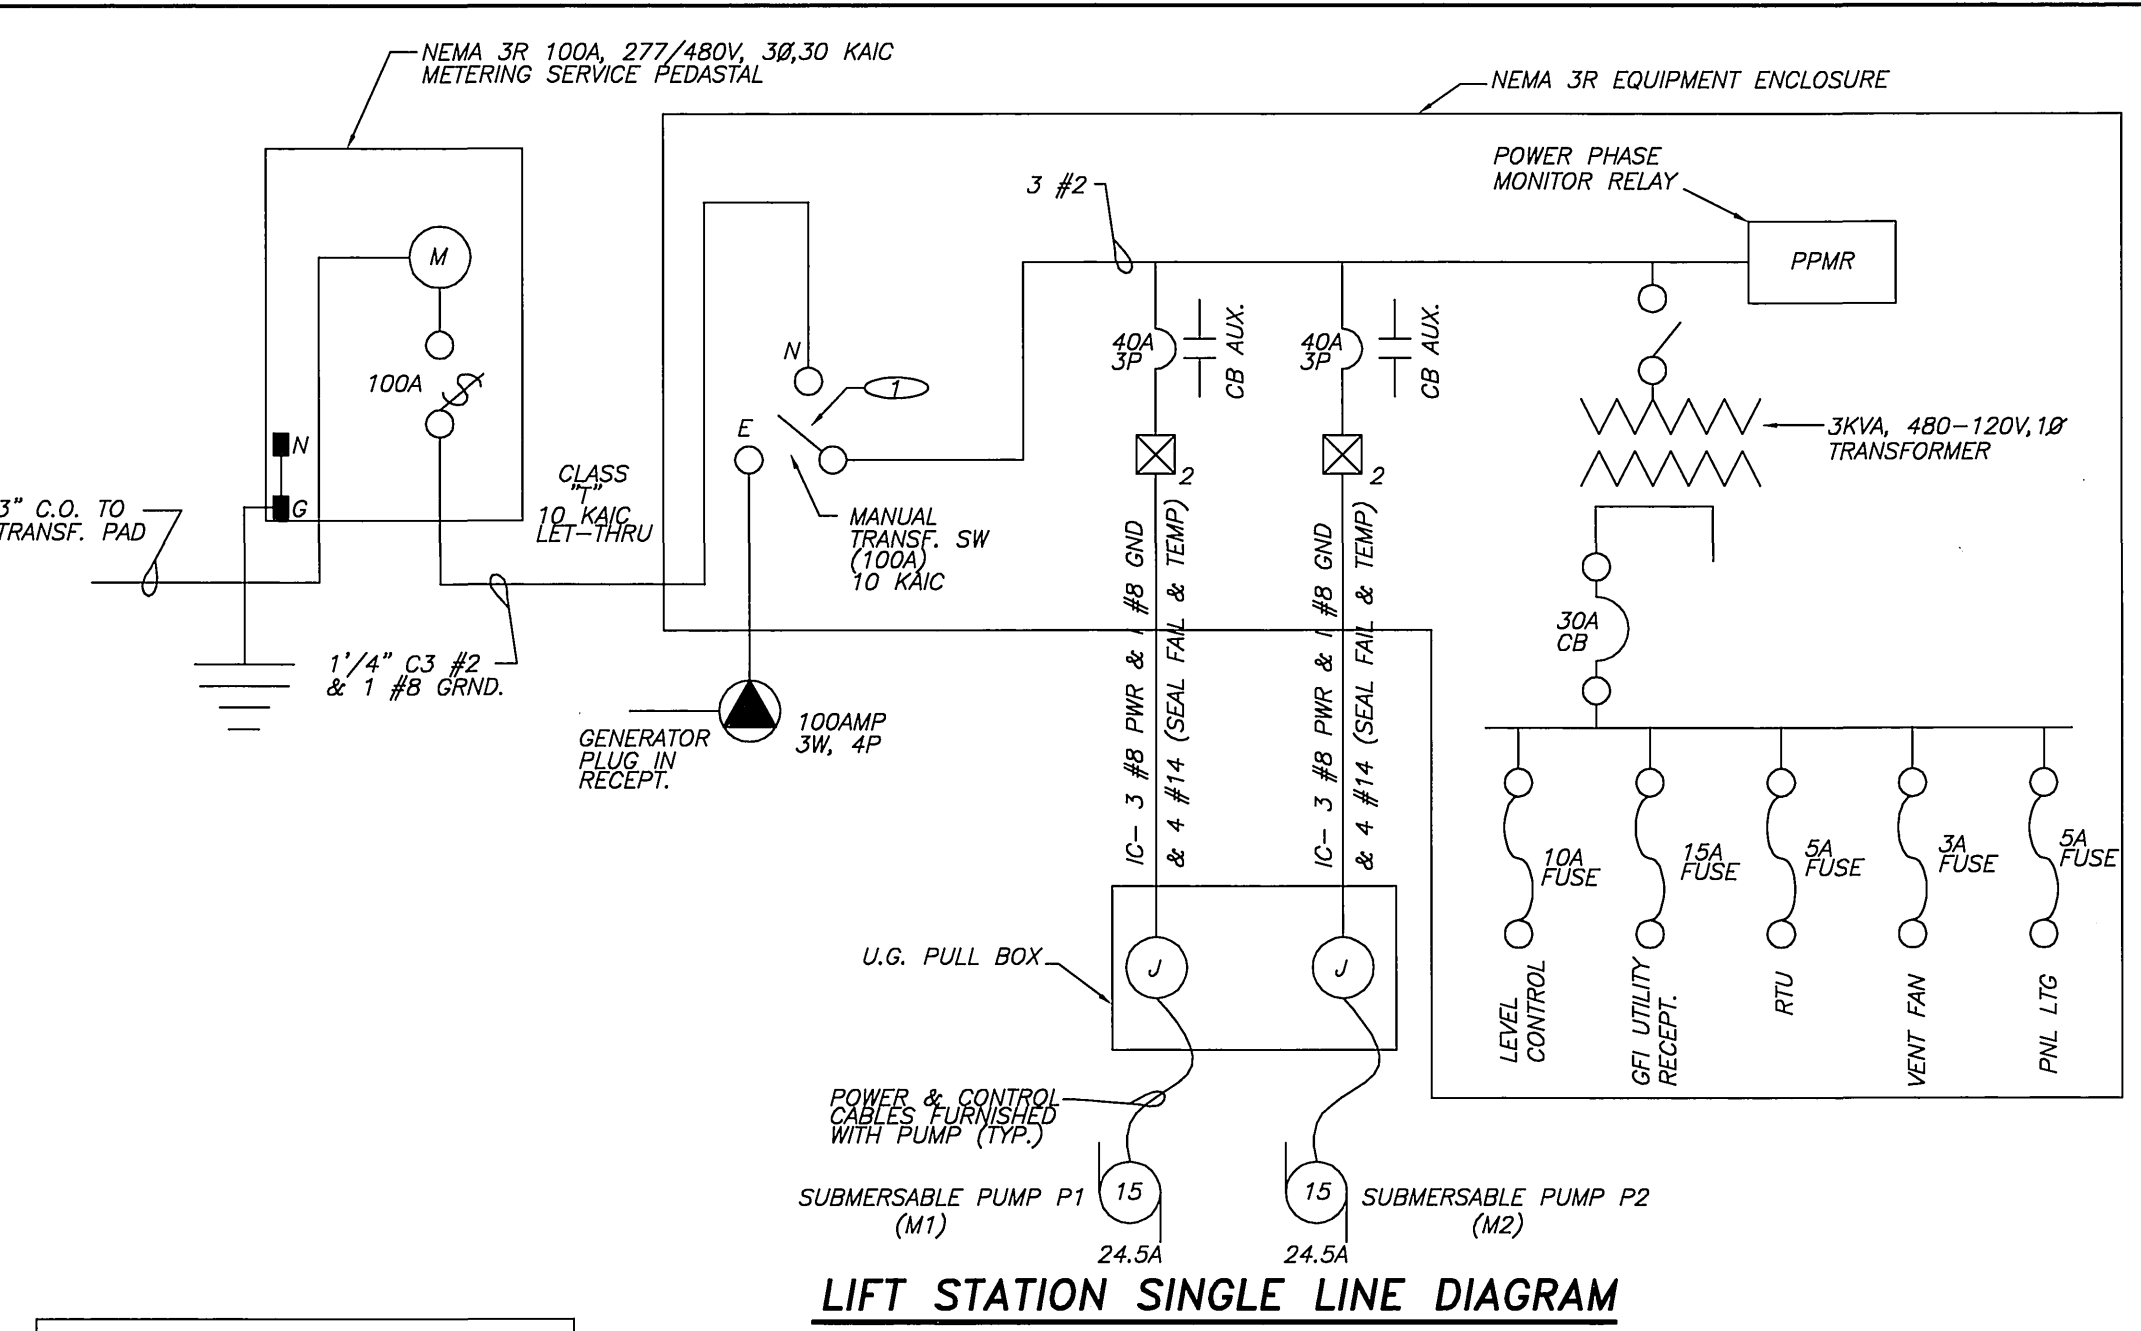 NEMA 3R 100A, 277/480V, 3Ø,30 KAIC
METERING SERVICE PEDASTAL
NEMA 3R EQUIPMENT ENCLOSURE
POWER PHASE
MONITOR RELAY
3 #2
PPMR
M
100A
N
G
3" C.O. TO
TRANSF. PAD
1'/4" C3 #2
& 1 #8 GRND.
CLASS
"T"
10 KAIC
LET-THRU
N
E
1
MANUAL
TRANSF. SW
(100A)
10 KAIC
GENERATOR
PLUG IN
RECEPT.
100AMP
3W, 4P
40A
3P
CB AUX.
40A
3P
CB AUX.
2
2
1C- 3 #8 PWR & 1 #8 GND
& 4 #14 (SEAL FAIL & TEMP)
1C- 3 #8 PWR & 1 #8 GND
& 4 #14 (SEAL FAIL & TEMP)
3KVA, 480-120V,1Ø
TRANSFORMER
30A
CB
10A
FUSE
15A
FUSE
5A
FUSE
3A
FUSE
5A
FUSE
LEVEL
CONTROL
GFI UTILITY
RECEPT.
RTU
VENT FAN
PNL LTG
U.G. PULL BOX
J
J
POWER & CONTROL
CABLES FURNISHED
WITH PUMP (TYP.)
SUBMERSABLE PUMP P1
(M1)
15
24.5A
15
24.5A
SUBMERSABLE PUMP P2
(M2)
LIFT STATION SINGLE LINE DIAGRAM